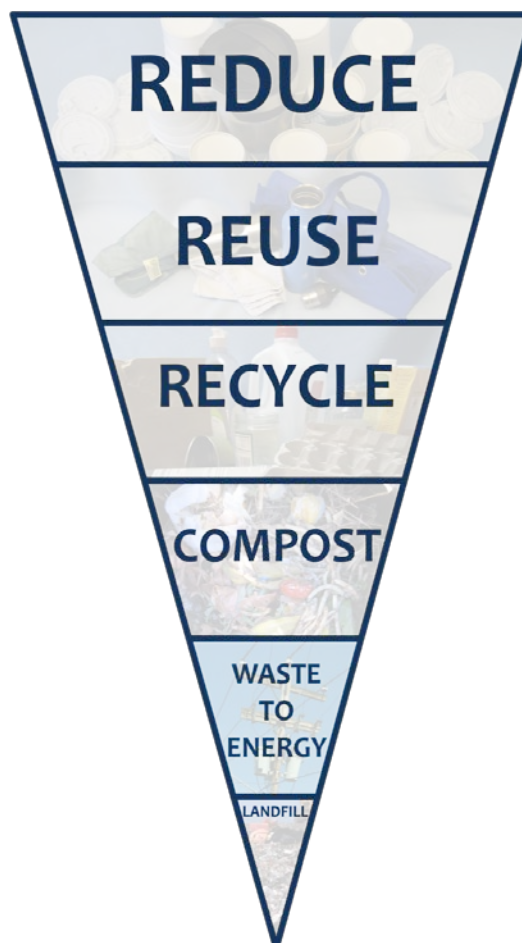 REDUCE
REUSE
RECYCLE
COMPOST
WASTE
TO
ENERGY
LANDFILL